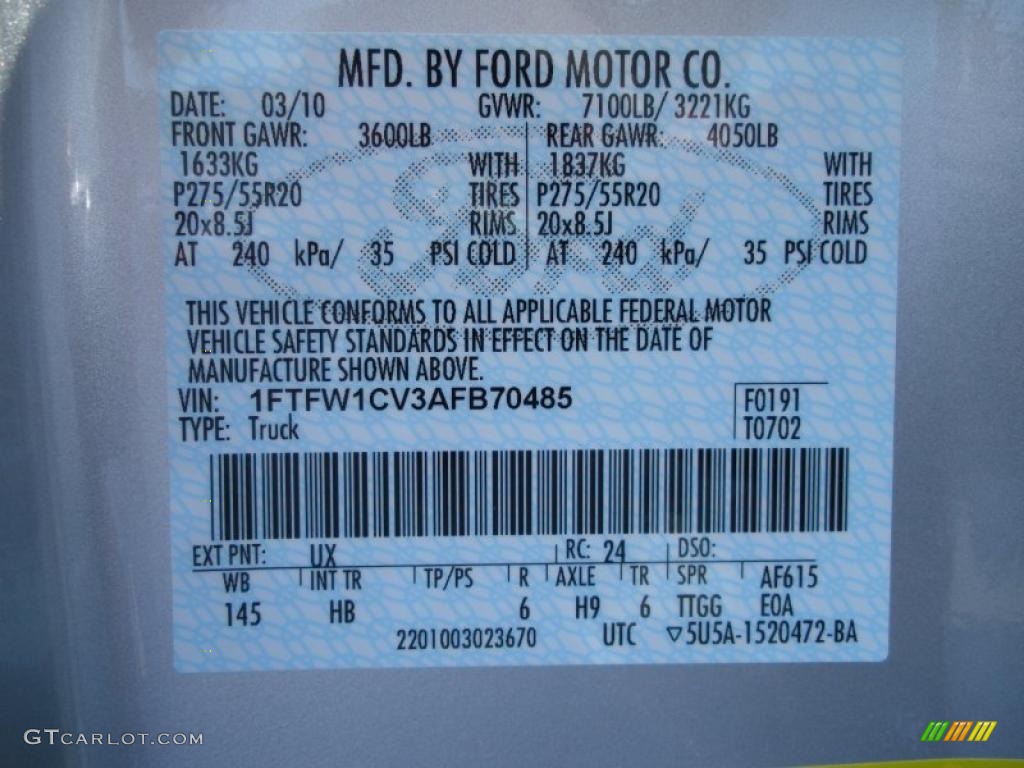 MFD. BY FORD MOTOR CO.
DATE: 03/10 GVWR: 7100LB/ 3221KG
FRONT GAWR: 3600LB REAR GAWR: 4050LB
1633KG WITH 1837KG WITH
P275/55R20 TIRES P275/55R20 TIRES
20x8.5J RIMS 20x8.5J RIMS
AT 240 kPa/ 35 PSI COLD AT 240 kPa/ 35 PSI COLD
THIS VEHICLE CONFORMS TO ALL APPLICABLE FEDERAL MOTOR
VEHICLE SAFETY STANDARDS IN EFFECT ON THE DATE OF
MANUFACTURE SHOWN ABOVE.
VIN: 1FTFW1CV3AFB70485 F0191
TYPE: Truck T0702
EXT PNT: UX RC: 24 DSO:
WB INT TR TP/PS R AXLE TR SPR AF615
145 HB 6 H9 6 TTGG E0A
2201003023670 UTC ▽5U5A-1520472-BA
Ford
GTCARLOT.COM